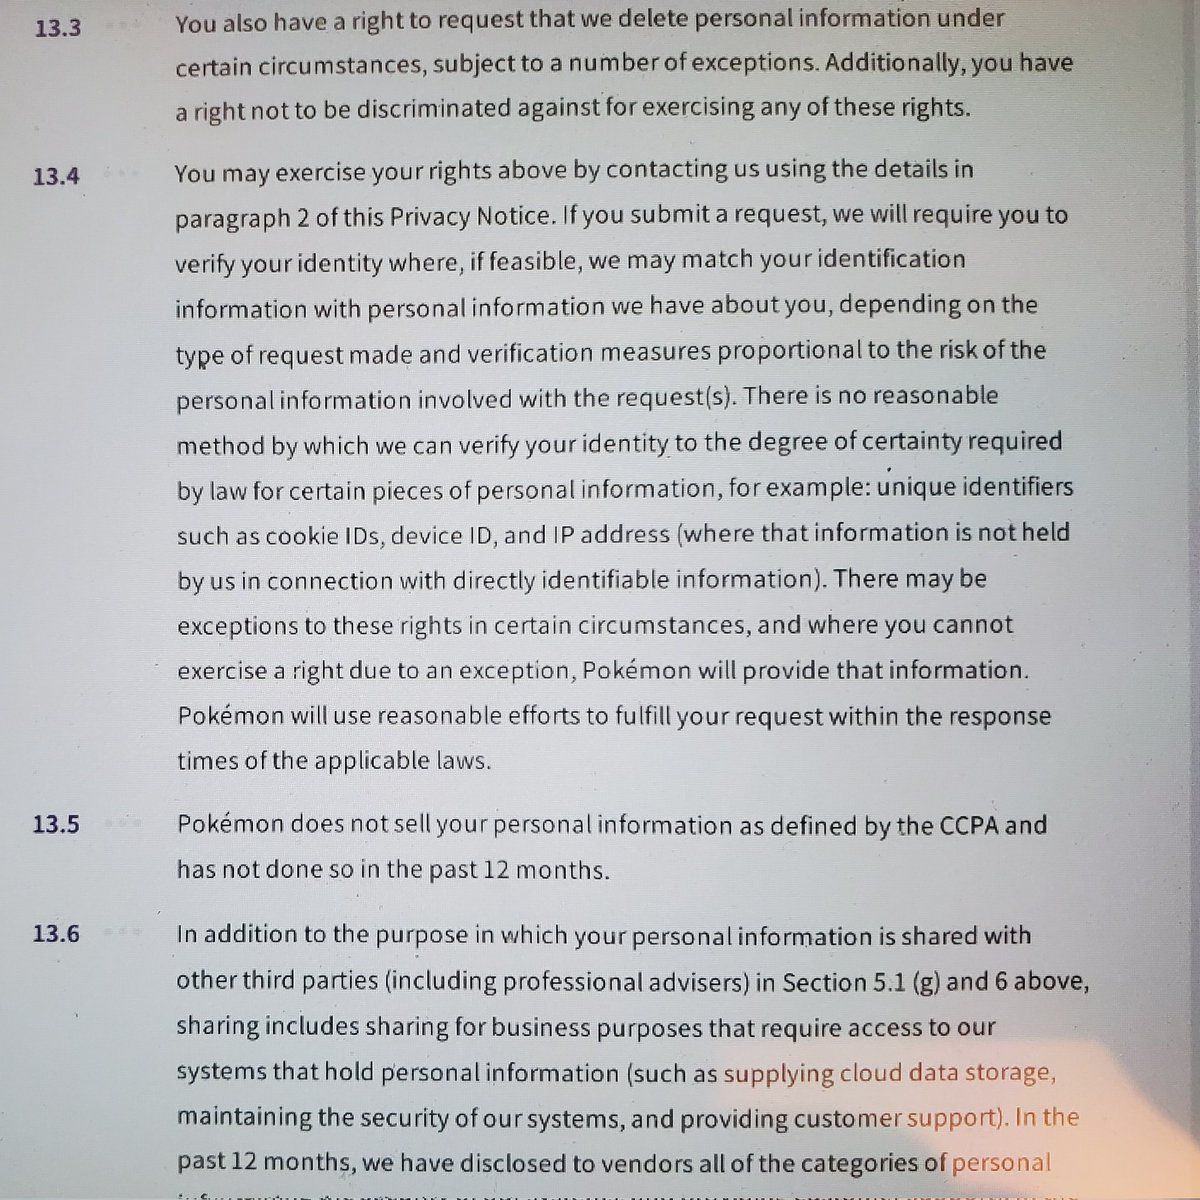 13.3 You also have a right to request that we delete personal information under
certain circumstances, subject to a number of exceptions. Additionally, you have
a right not to be discriminated against for exercising any of these rights.
13.4 You may exercise your rights above by contacting us using the details in
paragraph 2 of this Privacy Notice. If you submit a request, we will require you to
verify your identity where, if feasible, we may match your identification
information with personal information we have about you, depending on the
type of request made and verification measures proportional to the risk of the
personal information involved with the request(s). There is no reasonable
method by which we can verify your identity to the degree of certainty required
by law for certain pieces of personal information, for example: unique identifiers
such as cookie IDs, device ID, and IP address (where that information is not held
by us in connection with directly identifiable information). There may be
exceptions to these rights in certain circumstances, and where you cannot
exercise a right due to an exception, Pokémon will provide that information.
Pokémon will use reasonable efforts to fulfill your request within the response
times of the applicable laws.
13.5 Pokémon does not sell your personal information as defined by the CCPA and
has not done so in the past 12 months.
13.6 In addition to the purpose in which your personal information is shared with
other third parties (including professional advisers) in Section 5.1 (g) and 6 above,
sharing includes sharing for business purposes that require access to our
systems that hold personal information (such as supplying cloud data storage,
maintaining the security of our systems, and providing customer support). In the
past 12 months, we have disclosed to vendors all of the categories of personal